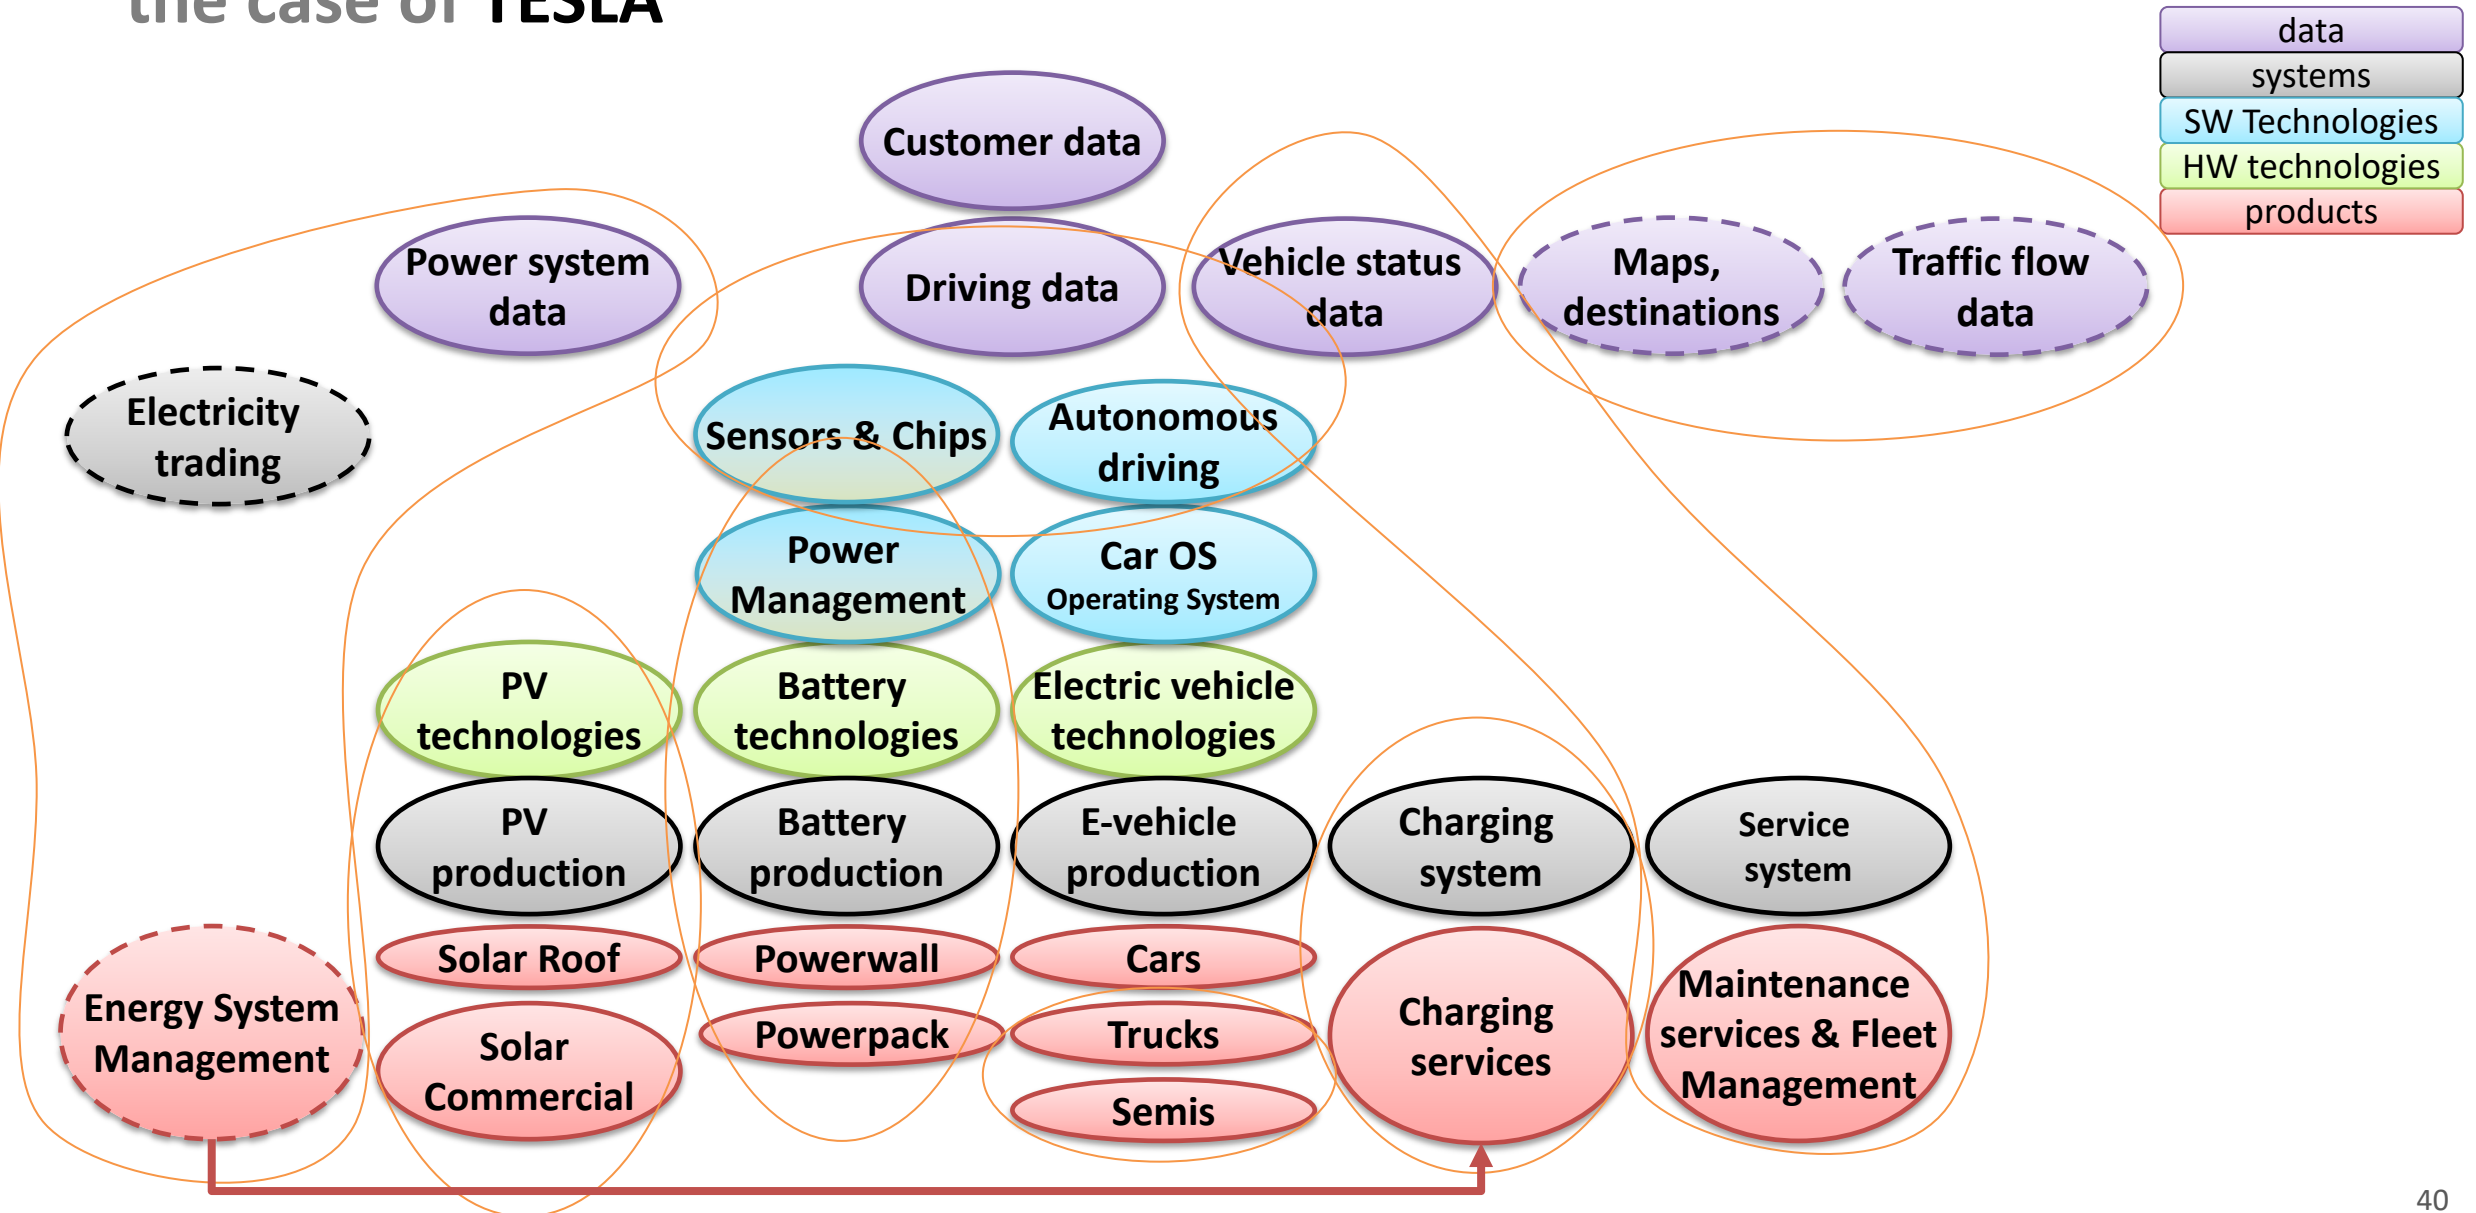 the case of TESLA
data
systems
SW Technologies
HW technologies
products
Customer data
Power system
data
Driving data
Vehicle status
data
Maps,
destinations
Traffic flow
data
Electricity
trading
Sensors & Chips
Autonomous
driving
Power
Management
Car OS
Operating System
PV
technologies
Battery
technologies
Electric vehicle
technologies
PV
production
Battery
production
E-vehicle
production
Charging
system
Service
system
Energy System
Management
Solar Roof
Powerwall
Cars
Solar
Commercial
Powerpack
Trucks
Semis
Charging
services
Maintenance
services & Fleet
Management
40